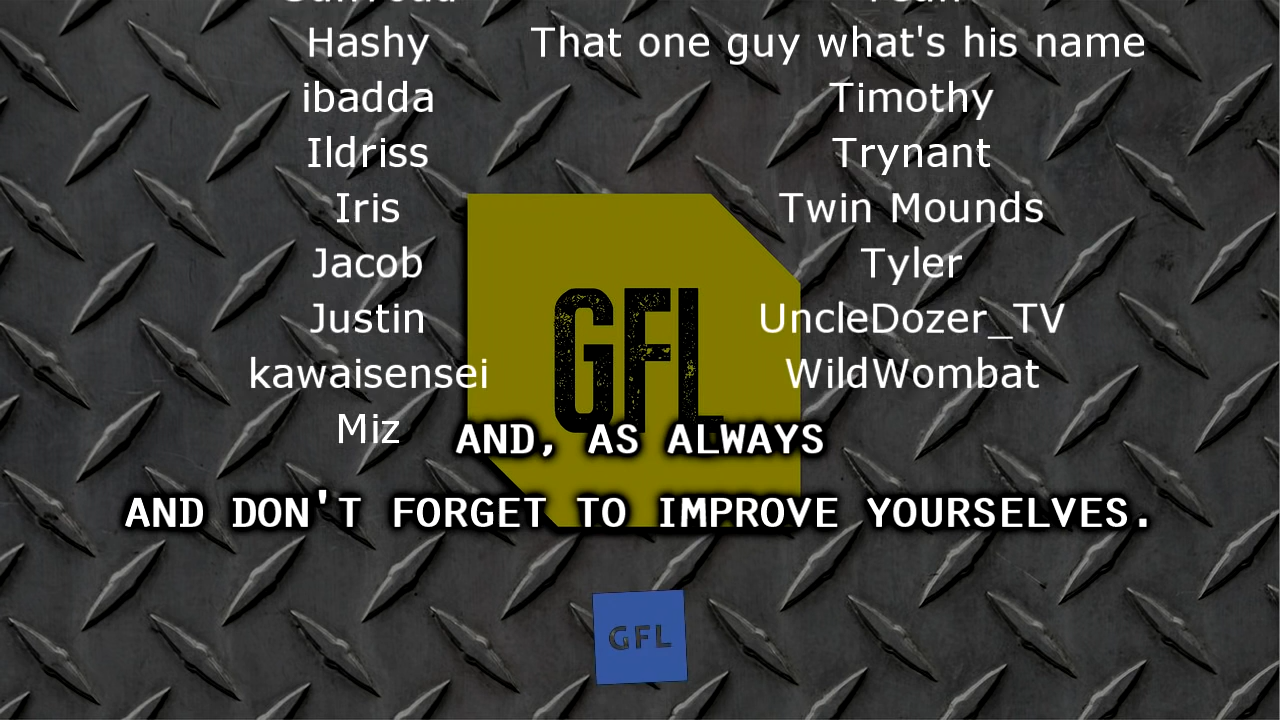 Hashy
ibadda
Ildriss
Iris
Jacob
Justin
kawaisensei
Miz
That one guy what's his name
Timothy
Trynant
Twin Mounds
Tyler
UncleDozer_TV
WildWombat
GFL
AND, AS ALWAYS
AND DON'T FORGET TO IMPROVE YOURSELVES.
GFL